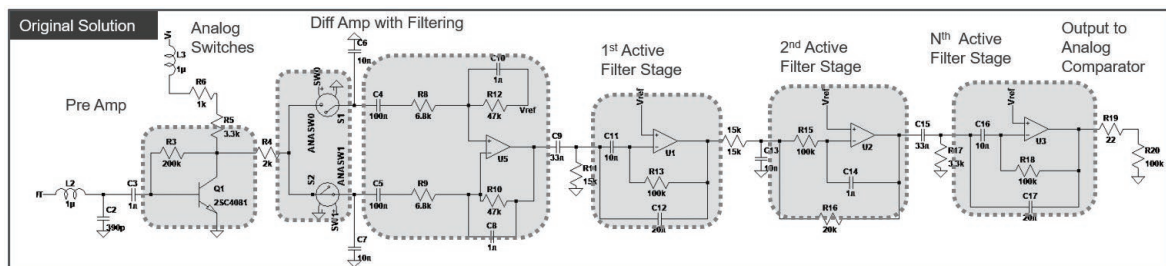 Original Solution
Analog
Switches
Diff Amp with Filtering
Pre Amp
1st Active
Filter Stage
2nd Active
Filter Stage
Nth Active
Filter Stage
Output to
Analog
Comparator
L3
1µ
R6
1k
R5
3.3k
R3
200k
Q1
2SC4081
L2
1µ
C2
390p
C3
1n
R4
2k
SW0
ANASW0
S1
S2
ANASW1
SW1
C6
10n
C4
100n
R8
6.8k
C10
1n
R12
47k
Vref
U5
C5
100n
R9
6.8k
R10
47k
C8
1n
C7
10n
C9
33n
15k
C11
10n
Vref
U1
R13
100k
C12
20n
15k
15k
C13
10n
R15
100k
Vref
U2
C14
1n
R16
20k
C15
33n
R17
3.3k
C16
10n
Vref
U3
R18
100k
C17
20n
R19
22
R20
100k